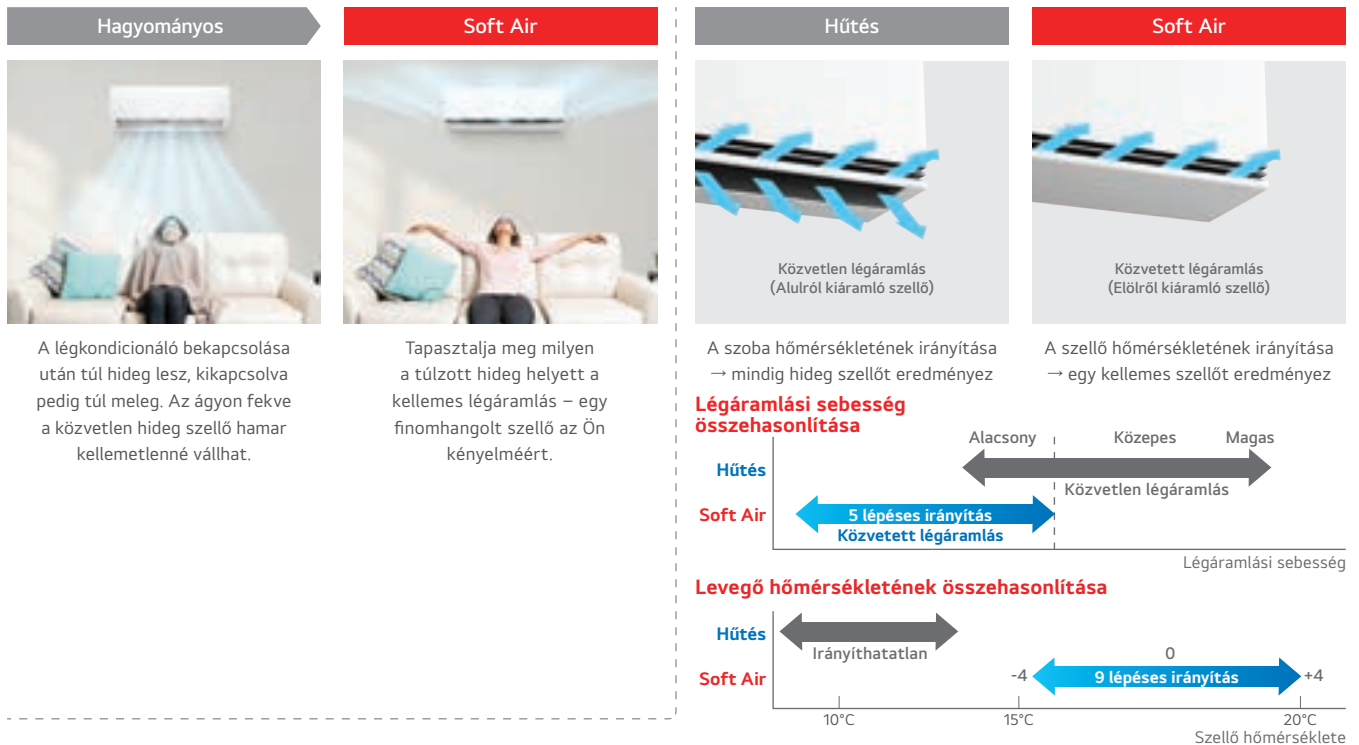 Hagyományos
Soft Air
A légkondicionáló bekapcsolása
után túl hideg lesz, kikapcsolva
pedig túl meleg. Az ágyon fekve
a közvetlen hideg szellő hamar
kellemetlenné vállhat.
Tapasztalja meg milyen
a túlzott hideg helyett a
kellemes légáramlás – egy
finomhangolt szellő az Ön
kényelméért.
Hűtés
Soft Air
Közvetlen légáramlás
(Alulról kiáramló szellő)
Közvetett légáramlás
(Elölről kiáramló szellő)
A szoba hőmérsékletének irányítása
→ mindig hideg szellőt eredményez
A szellő hőmérsékletének irányítása
→ egy kellemes szellőt eredményez
Légáramlási sebesség
összehasonlítása
Alacsony Közepes Magas
Hűtés
Közvetlen légáramlás
Soft Air 5 lépéses irányítás
Közvetett légáramlás
Légáramlási sebesség
Levegő hőmérsékletének összehasonlítása
Hűtés
Irányíthatatlan
0
Soft Air -4 9 lépéses irányítás +4
10°C 15°C 20°C
Szellő hőmérséklete